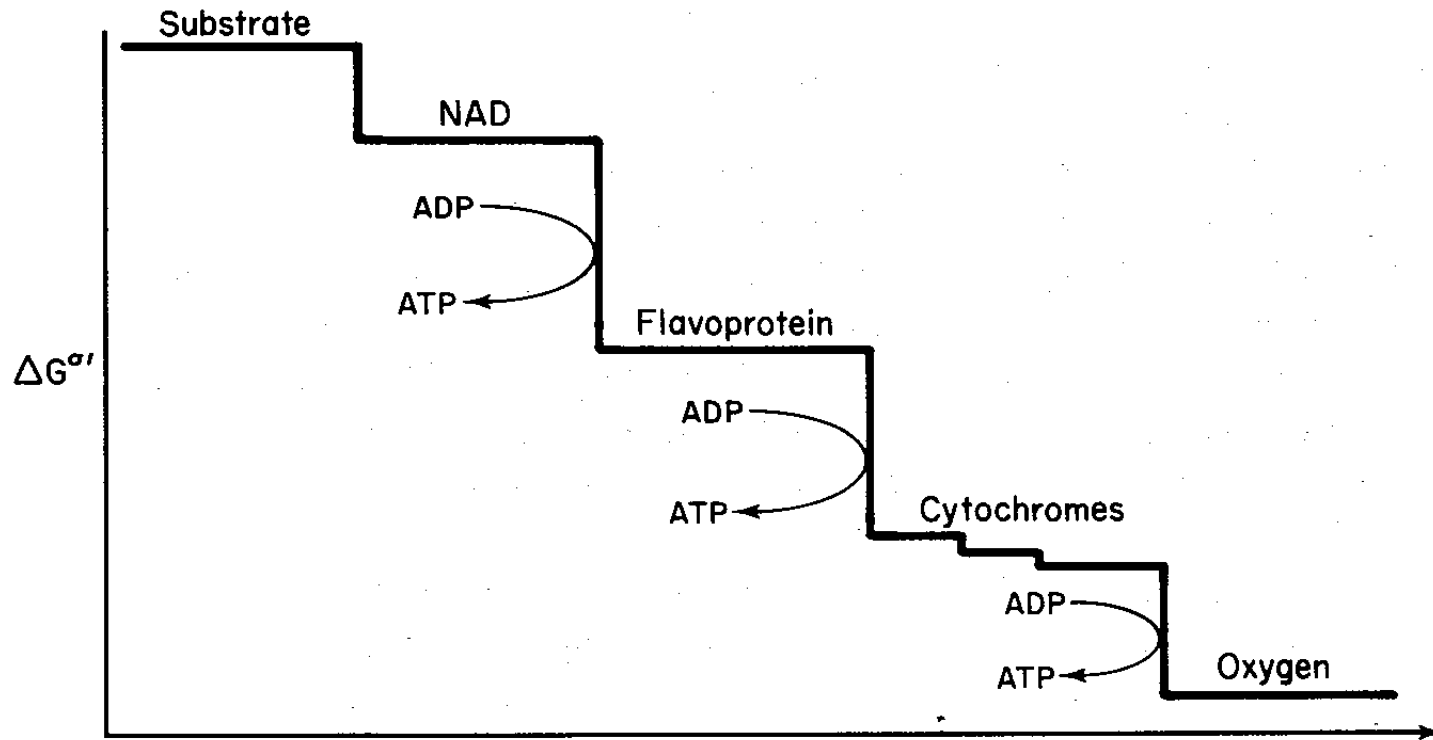 Substrate
NAD
ADP
ATP
Flavoprotein
ΔG°'
ADP
ATP
Cytochromes
ADP
ATP
Oxygen